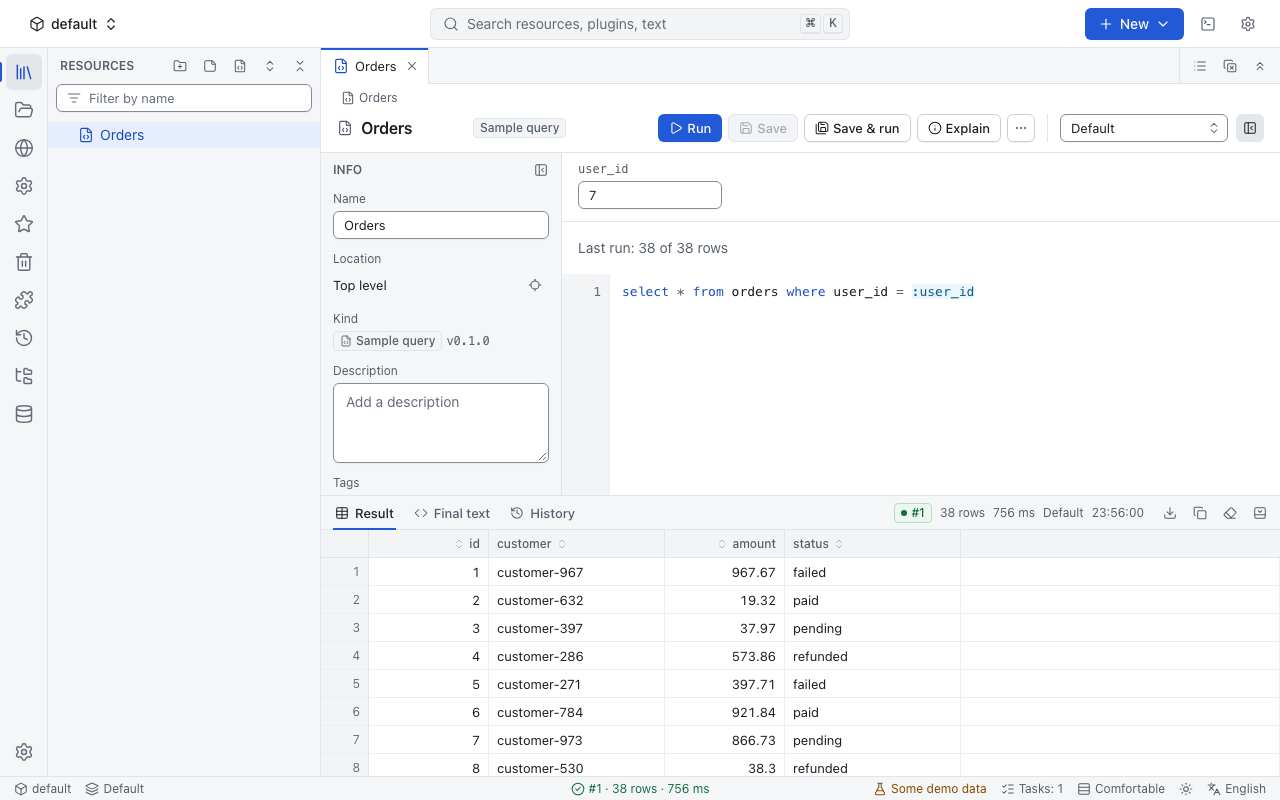 default
Search resources, plugins, text
⌘ K
New
RESOURCES
Filter by name
Orders
Orders
Orders
Orders
Sample query
Run
Save
Save & run
Explain
Default
INFO
Name
Orders
Location
Top level
Kind
Sample query v0.1.0
Description
Add a description
Tags
user_id
7
Last run: 38 of 38 rows
1 select * from orders where user_id = :user_id
Result
Final text
History
#1 38 rows 756 ms Default 23:56:00
id customer amount status
1 1 customer-967 967.67 failed
2 2 customer-632 19.32 paid
3 3 customer-397 37.97 pending
4 4 customer-286 573.86 refunded
5 5 customer-271 397.71 failed
6 6 customer-784 921.84 paid
7 7 customer-973 866.73 pending
8 8 customer-530 38.3 refunded
default Default #1 · 38 rows · 756 ms Some demo data Tasks: 1 Comfortable English